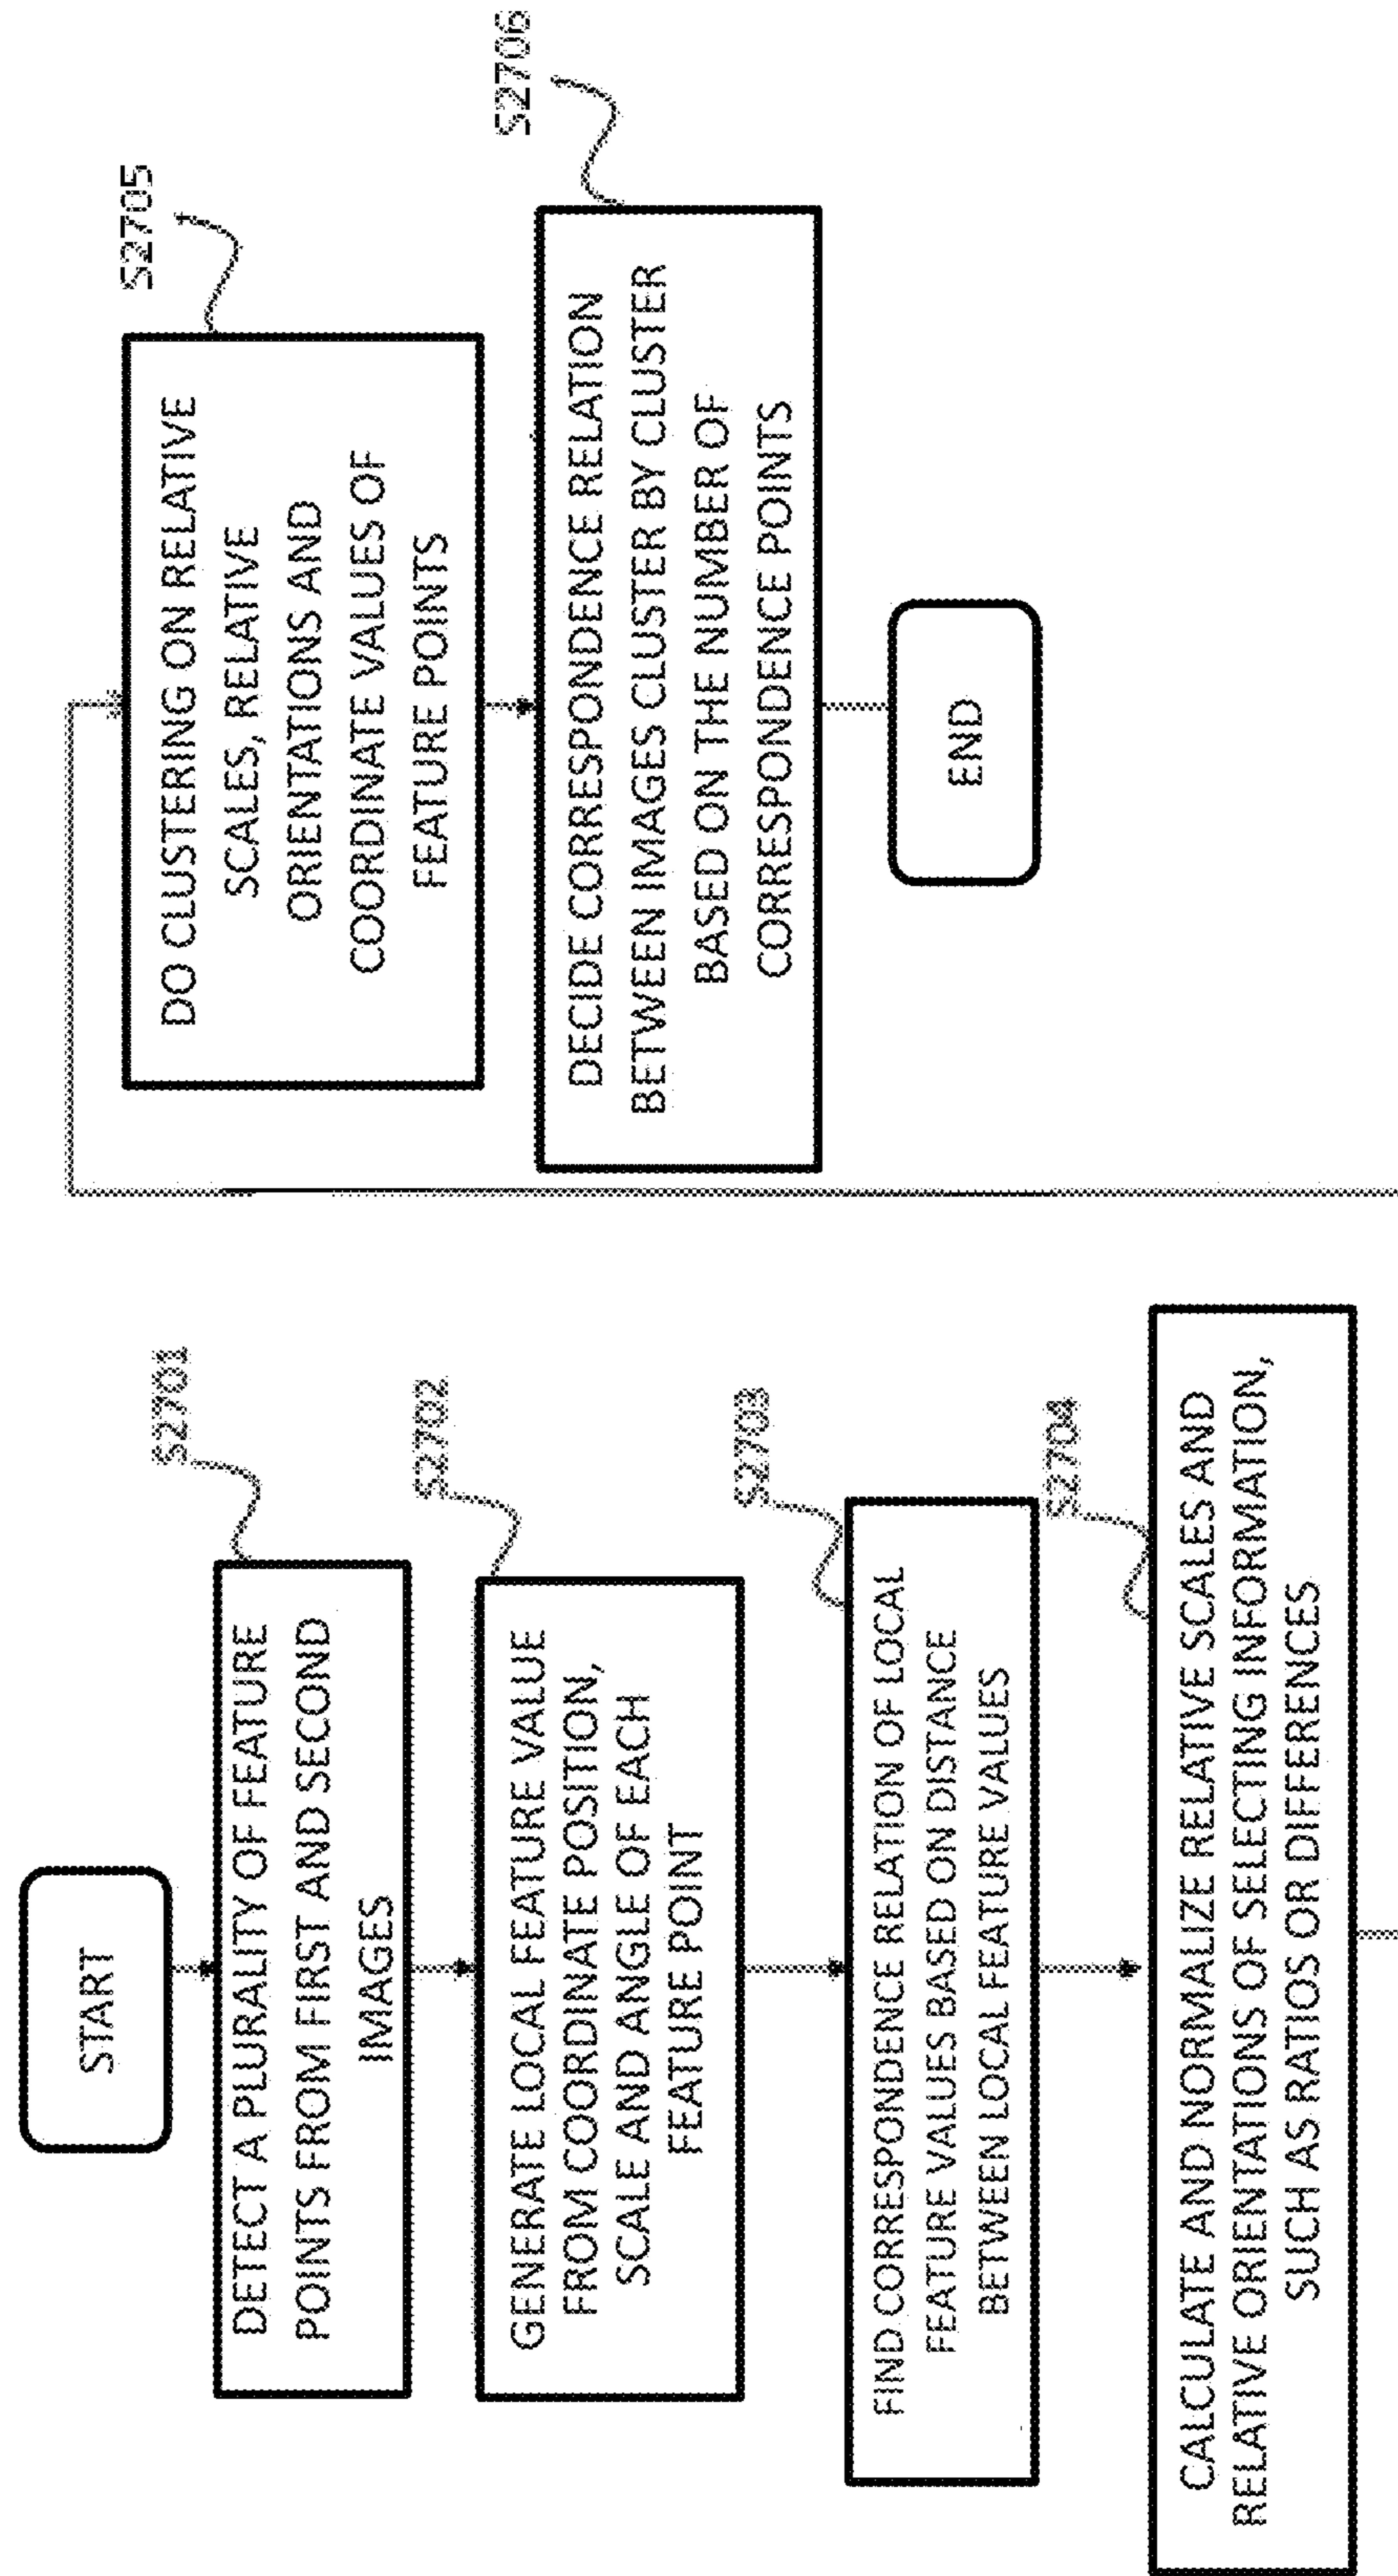 START
S2701
DETECT A PLURALITY OF FEATURE
POINTS FROM FIRST AND SECOND
IMAGES
S2702
GENERATE LOCAL FEATURE VALUE
FROM COORDINATE POSITION,
SCALE AND ANGLE OF EACH
FEATURE POINT
S2703
FIND CORRESPONDENCE RELATION OF LOCAL
FEATURE VALUES BASED ON DISTANCE
BETWEEN LOCAL FEATURE VALUES
S2704
CALCULATE AND NORMALIZE RELATIVE SCALES AND
RELATIVE ORIENTATIONS OF SELECTING INFORMATION,
SUCH AS RATIOS OR DIFFERENCES
S2705
DO CLUSTERING ON RELATIVE
SCALES, RELATIVE
ORIENTATIONS AND
COORDINATE VALUES OF
FEATURE POINTS
S2706
DECIDE CORRESPONDENCE RELATION
BETWEEN IMAGES CLUSTER BY CLUSTER
BASED ON THE NUMBER OF
CORRESPONDENCE POINTS
END